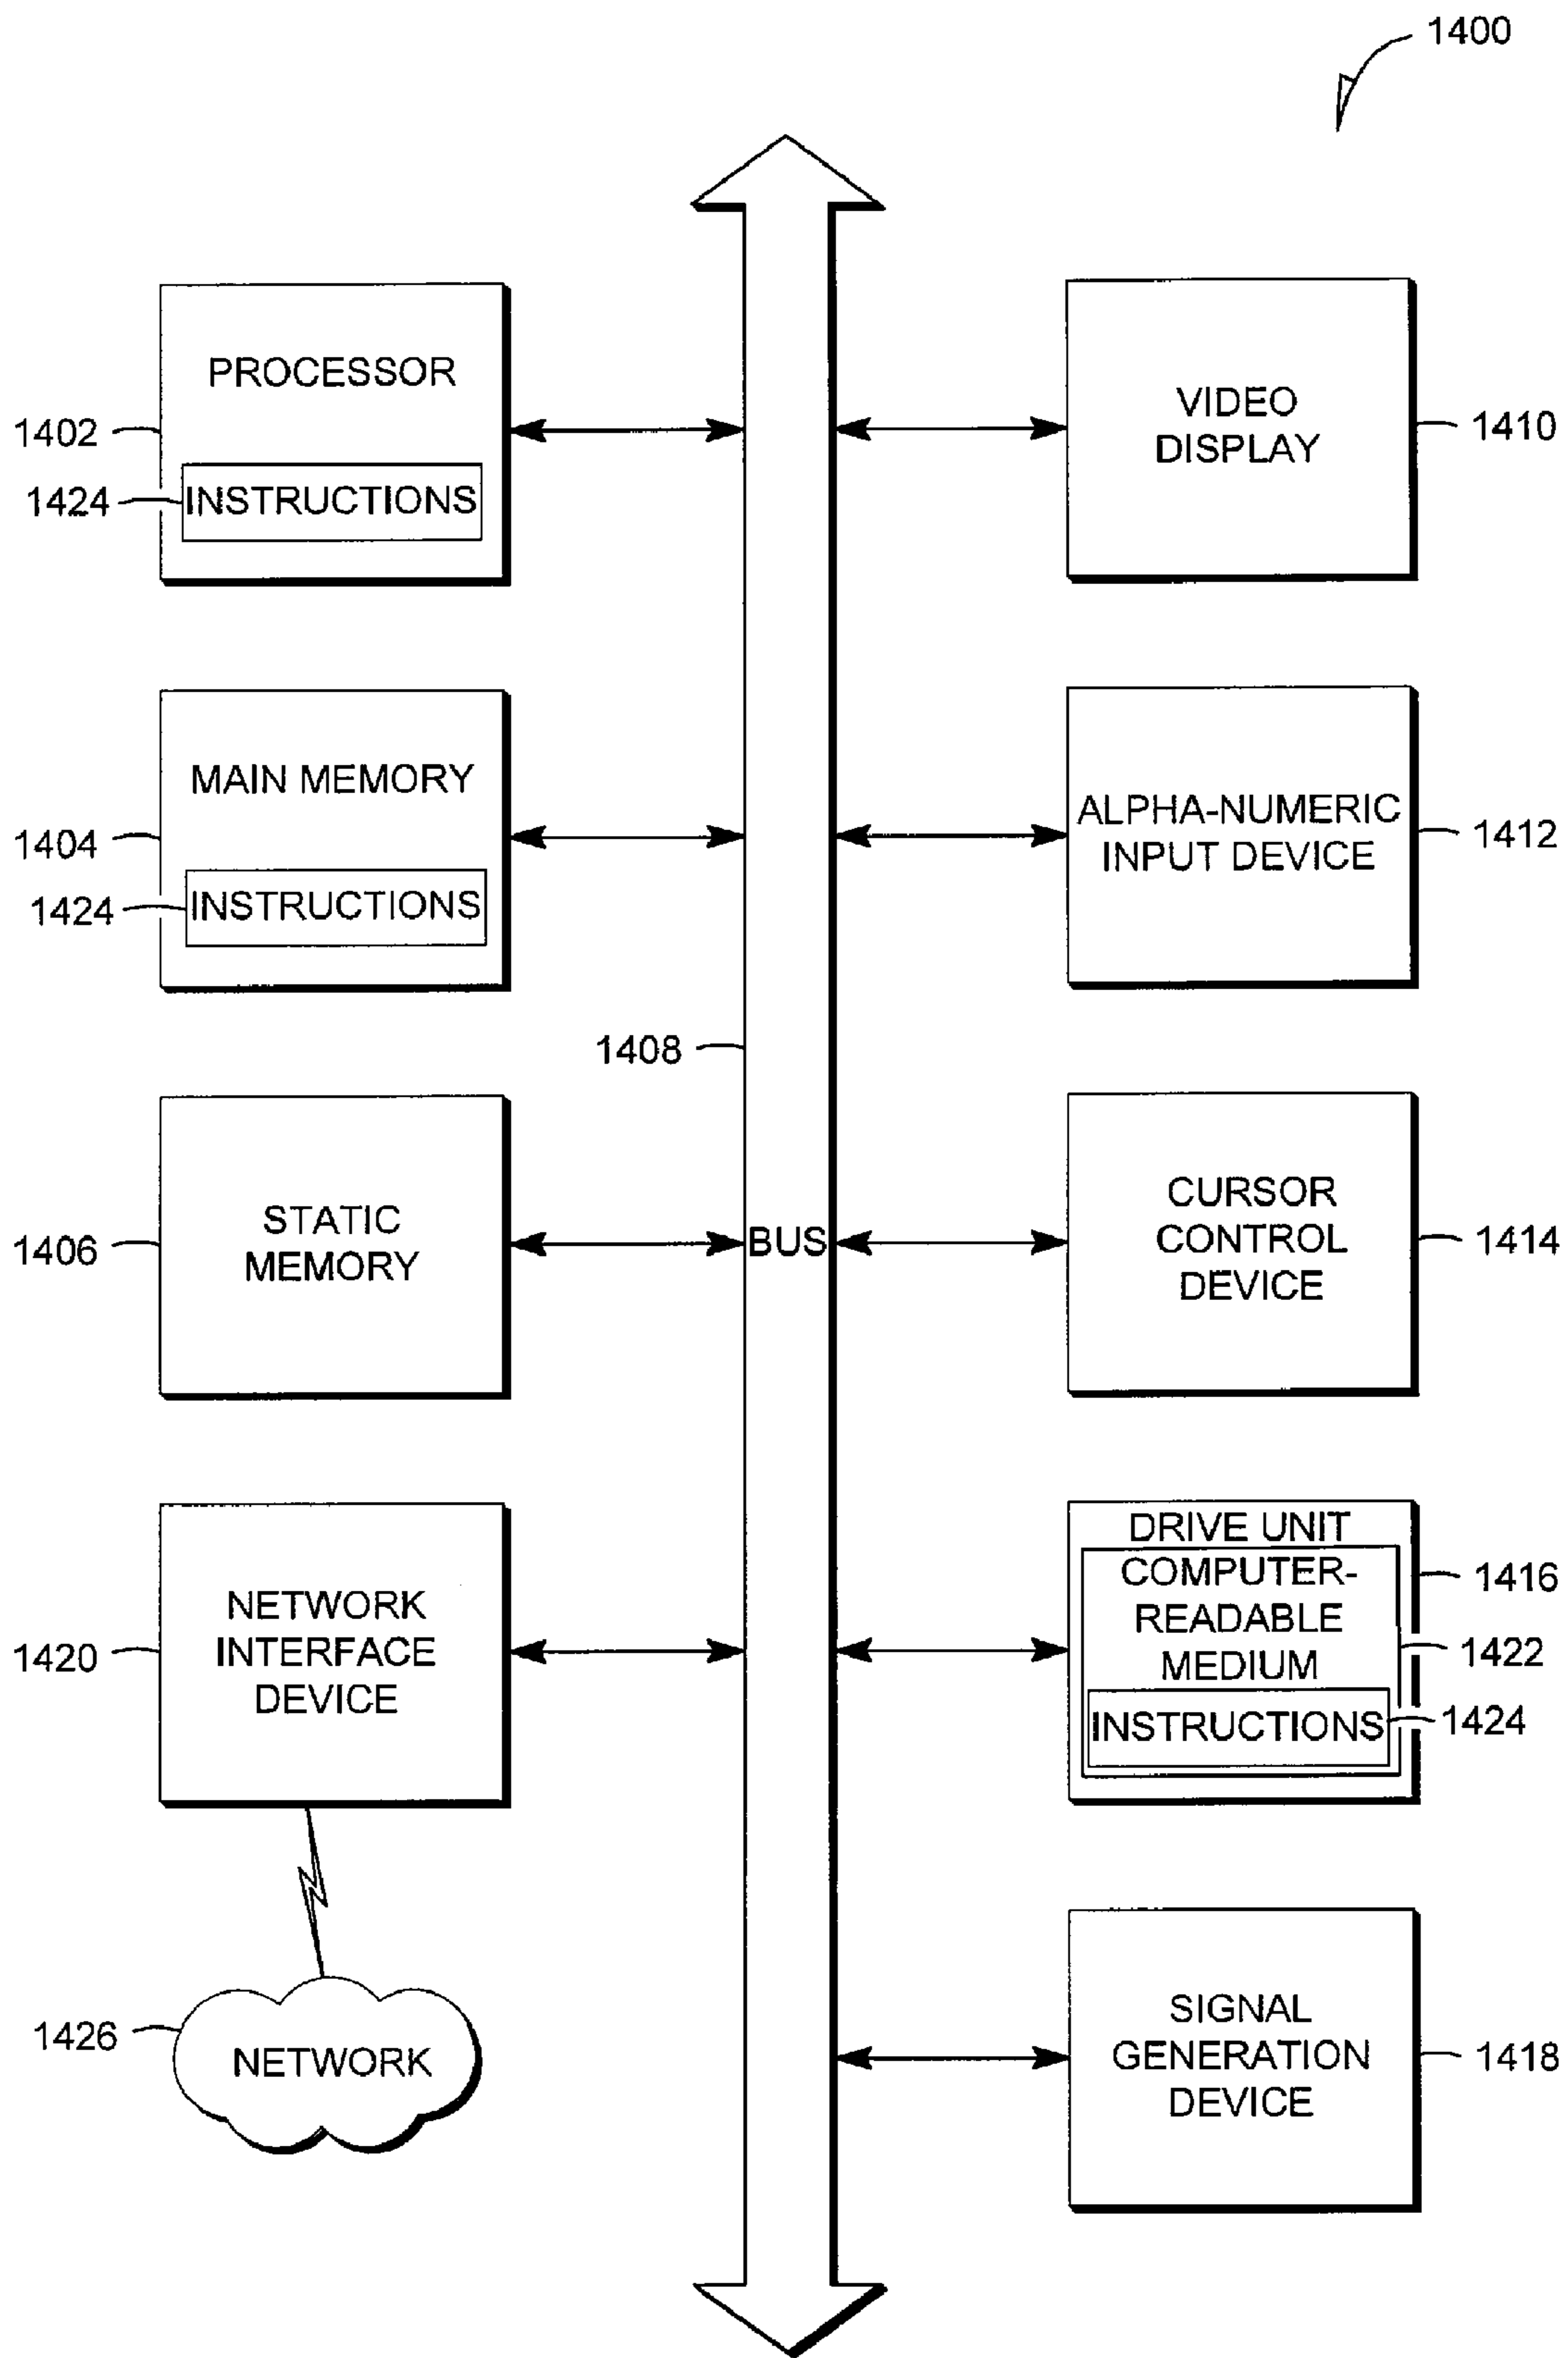 1400
PROCESSOR
1402
1424
INSTRUCTIONS
MAIN MEMORY
1404
1424
INSTRUCTIONS
1408
STATIC
MEMORY
1406
BUS
NETWORK
INTERFACE
DEVICE
1420
1426
NETWORK
VIDEO
DISPLAY
1410
ALPHA-NUMERIC
INPUT DEVICE
1412
CURSOR
CONTROL
DEVICE
1414
DRIVE UNIT
COMPUTER-
READABLE
MEDIUM
1416
1422
INSTRUCTIONS
1424
SIGNAL
GENERATION
DEVICE
1418